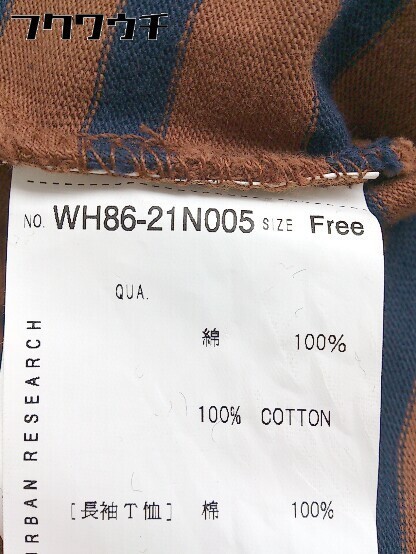 フクワウチ
NO. WH86-21N005 SIZE Free
QUA.
綿 100%
100% COTTON
[長袖T恤] 棉 100%
URBAN RESEARCH